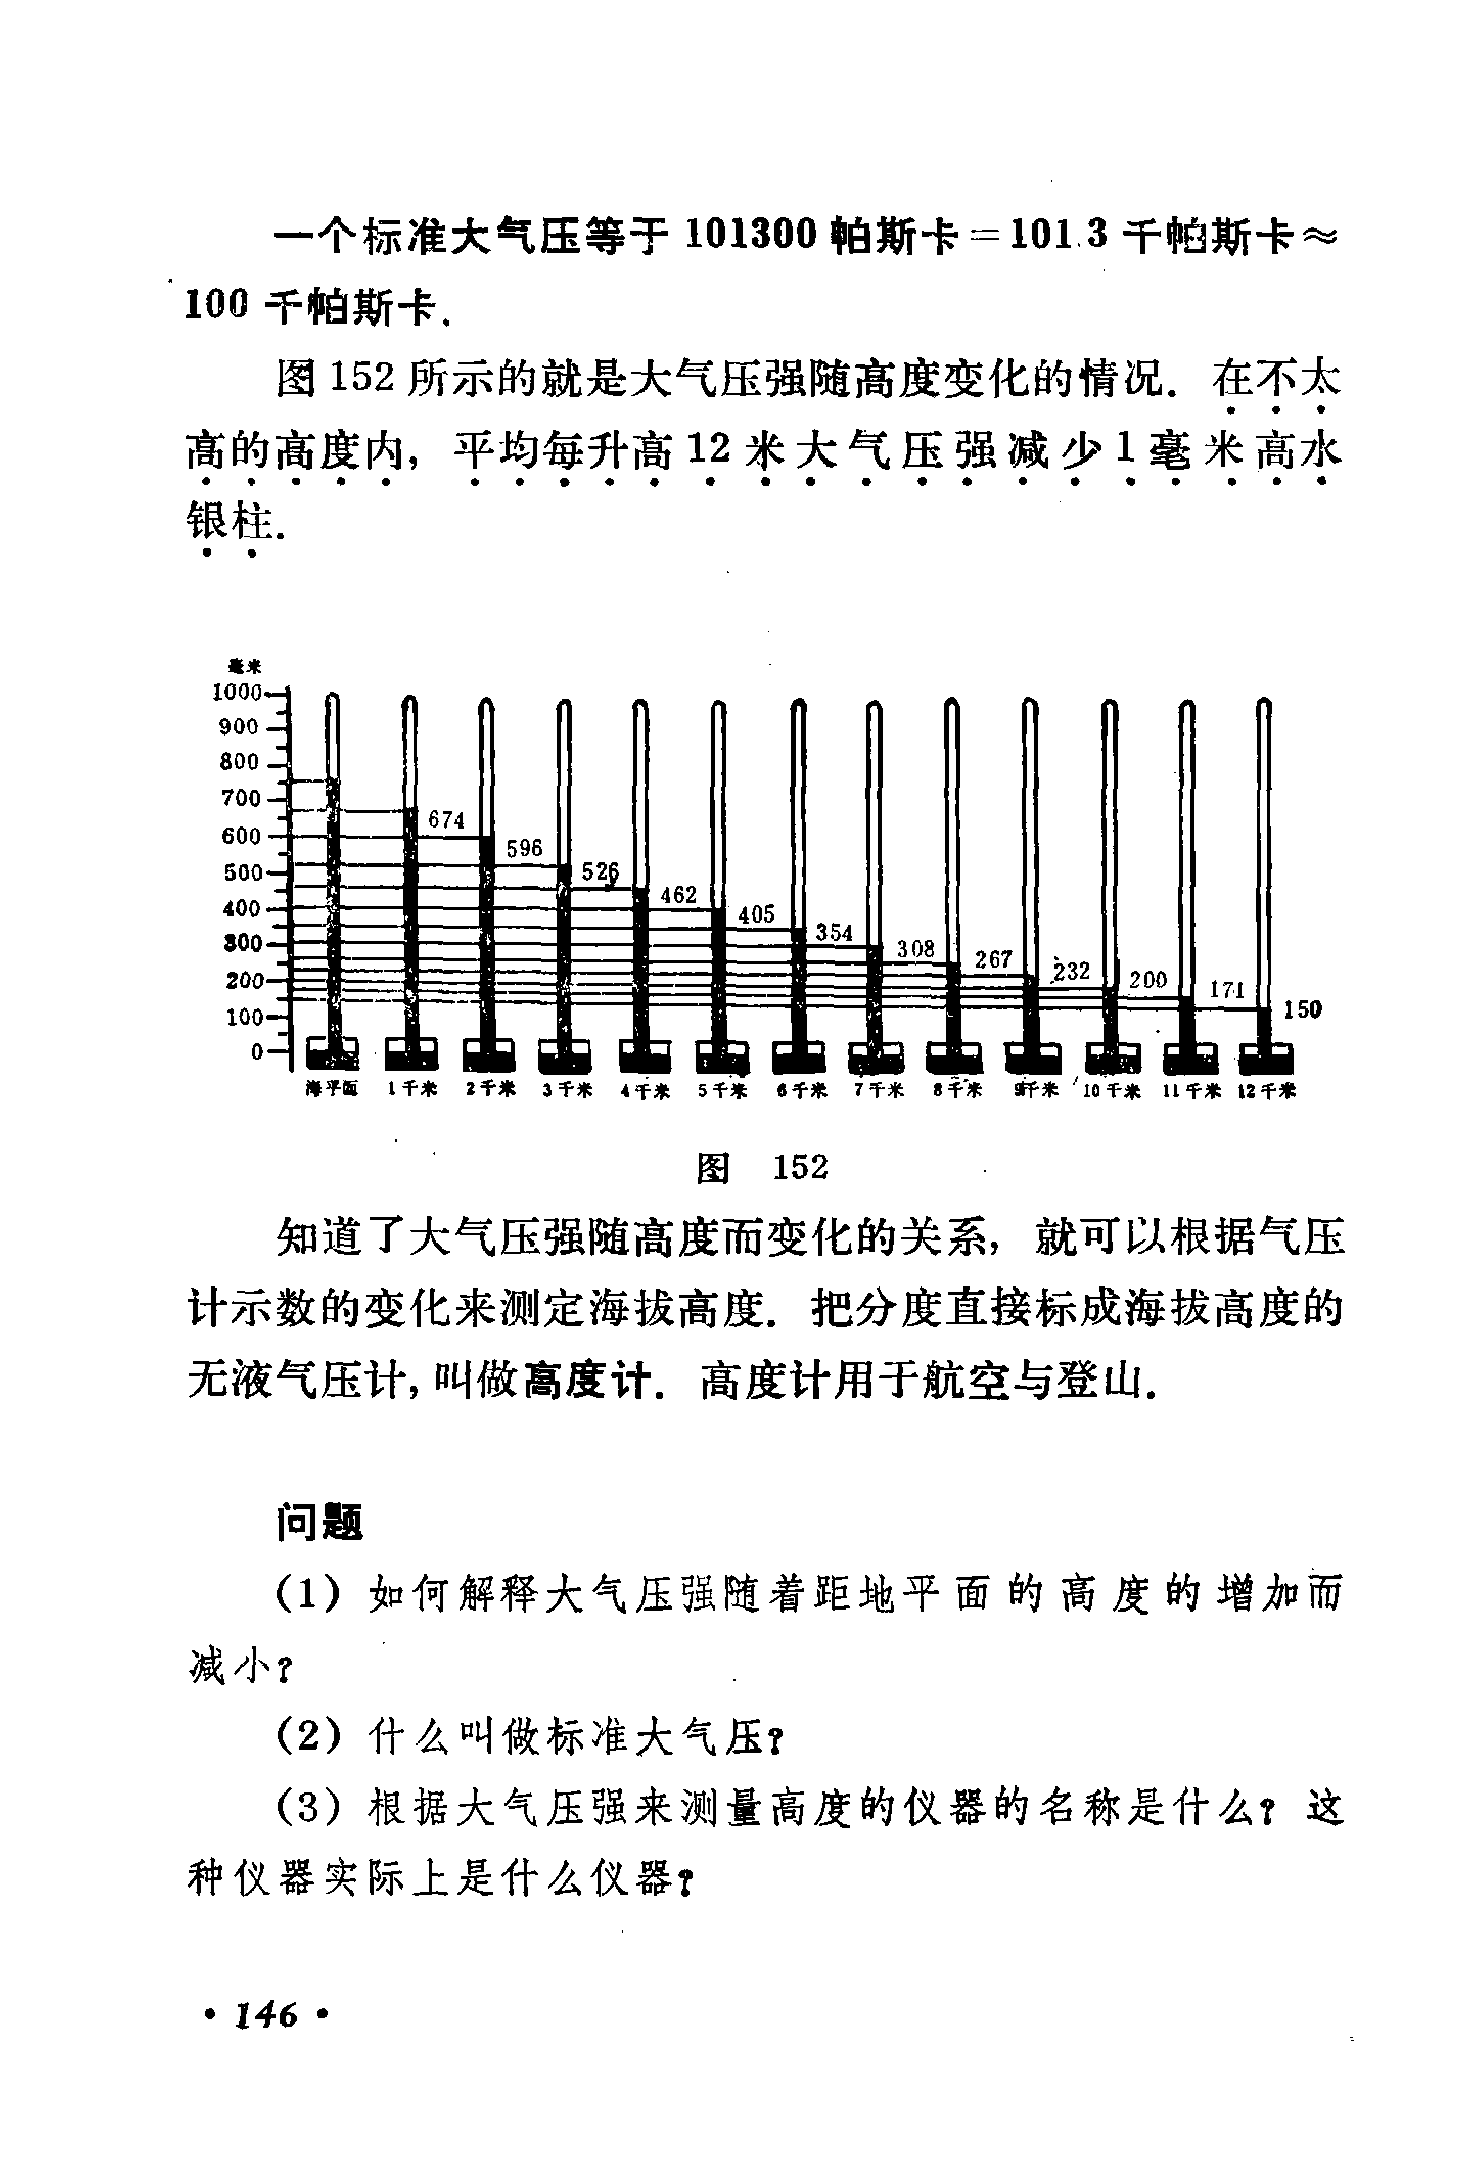 一个标准大气压等于 101300 帕斯卡＝101.3 千帕斯卡≈
100 千帕斯卡．
图 152 所示的就是大气压强随高度变化的情况．在不太
高的高度内，平均每升高 12 米大气压强减少 1 毫米高水
银柱．
毫米
1000
900
800
700
600
500
400
300
200
100
0
674
596
526
462
405
354
308
267
232
200
171
150
海平面 1千米 2千米 3千米 4千米 5千米 6千米 7千米 8千米 9千米 10千米 11千米 12千米
图 152
知道了大气压强随高度而变化的关系，就可以根据气压
计示数的变化来测定海拔高度．把分度直接标成海拔高度的
无液气压计，叫做高度计．高度计用于航空与登山．
问题
(1) 如何解释大气压强随着距地平面的高度的增加而
减小？
(2) 什么叫做标准大气压？
(3) 根据大气压强来测量高度的仪器的名称是什么？这
种仪器实际上是什么仪器？
·146·